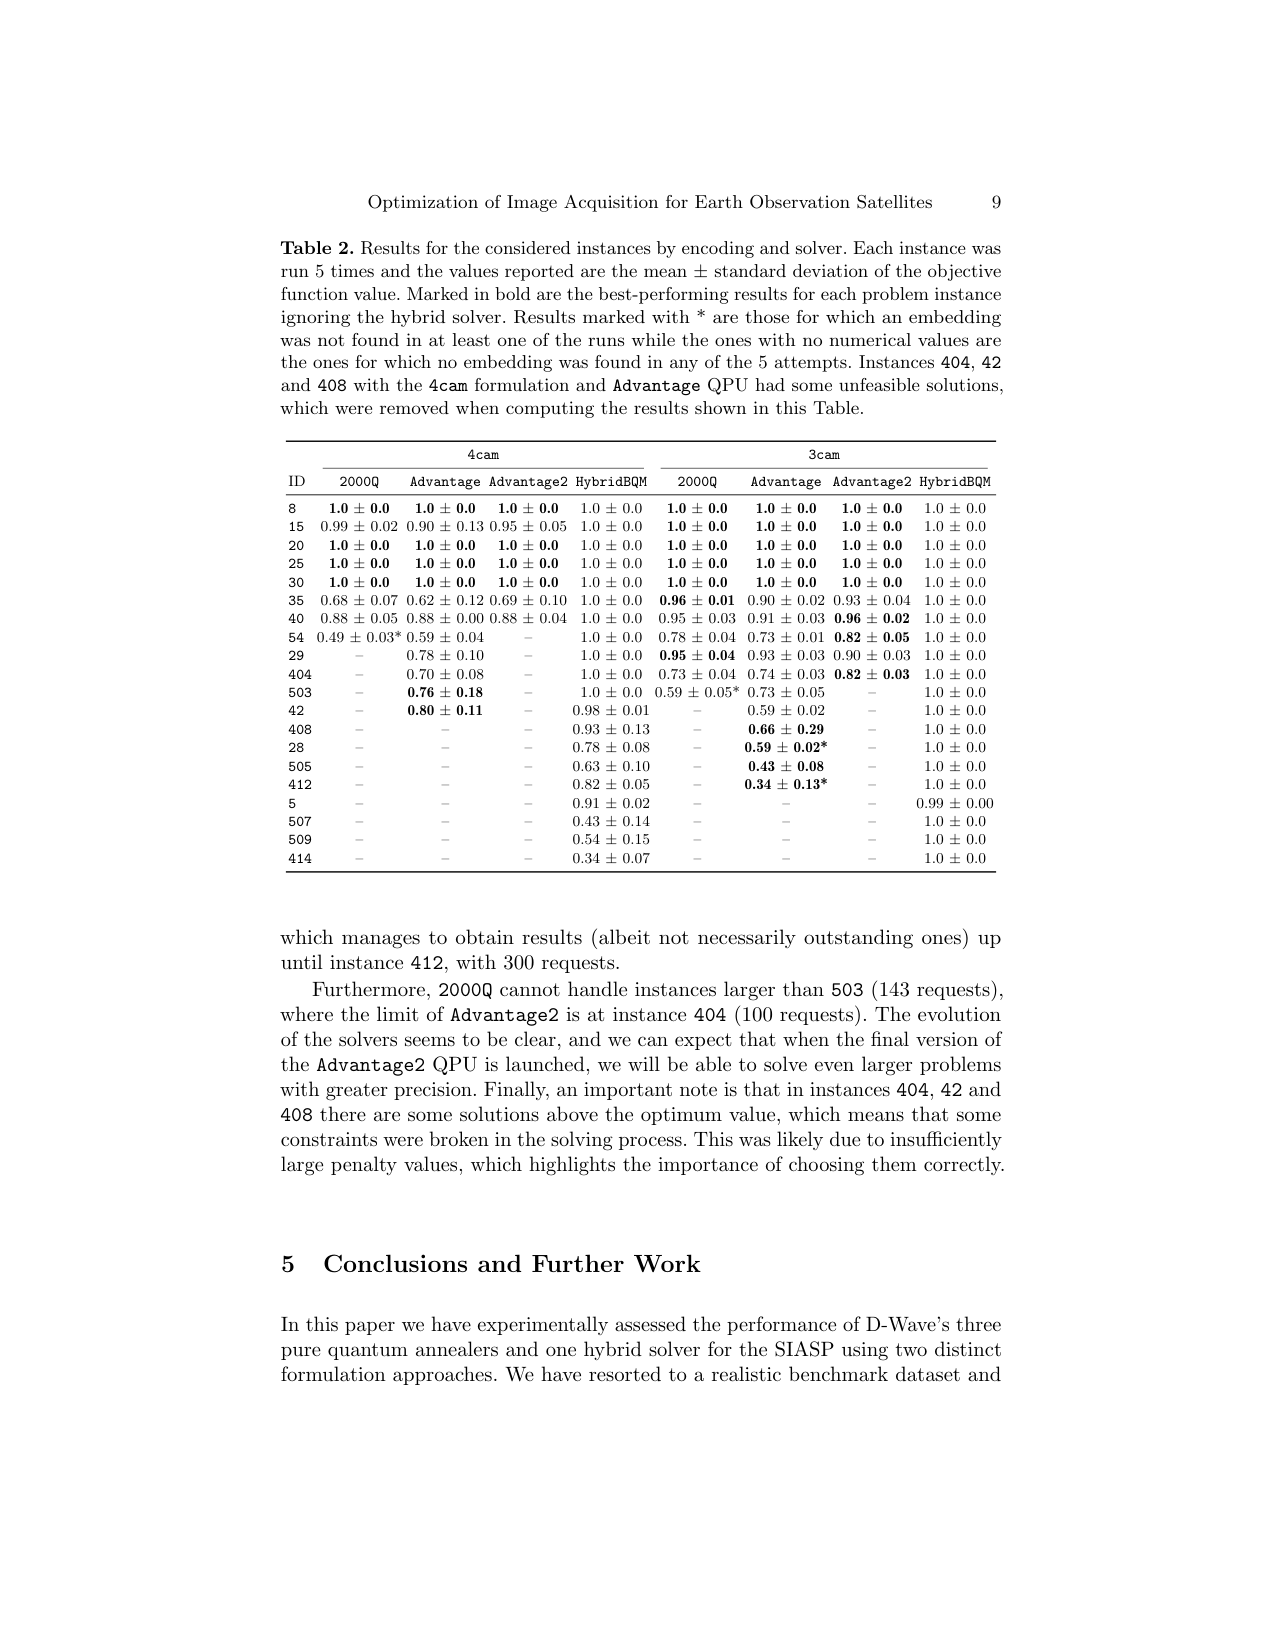 Optimization of Image Acquisition for Earth Observation Satellites 9
Table 2. Results for the considered instances by encoding and solver. Each instance was
run 5 times and the values reported are the mean ± standard deviation of the objective
function value. Marked in bold are the best-performing results for each problem instance
ignoring the hybrid solver. Results marked with * are those for which an embedding
was not found in at least one of the runs while the ones with no numerical values are
the ones for which no embedding was found in any of the 5 attempts. Instances 404, 42
and 408 with the 4cam formulation and Advantage QPU had some unfeasible solutions,
which were removed when computing the results shown in this Table.
4cam 3cam
ID 2000Q Advantage Advantage2 HybridBQM 2000Q Advantage Advantage2 HybridBQM
8 1.0 ± 0.0 1.0 ± 0.0 1.0 ± 0.0 1.0 ± 0.0 1.0 ± 0.0 1.0 ± 0.0 1.0 ± 0.0 1.0 ± 0.0
15 0.99 ± 0.02 0.90 ± 0.13 0.95 ± 0.05 1.0 ± 0.0 1.0 ± 0.0 1.0 ± 0.0 1.0 ± 0.0 1.0 ± 0.0
20 1.0 ± 0.0 1.0 ± 0.0 1.0 ± 0.0 1.0 ± 0.0 1.0 ± 0.0 1.0 ± 0.0 1.0 ± 0.0 1.0 ± 0.0
25 1.0 ± 0.0 1.0 ± 0.0 1.0 ± 0.0 1.0 ± 0.0 1.0 ± 0.0 1.0 ± 0.0 1.0 ± 0.0 1.0 ± 0.0
30 1.0 ± 0.0 1.0 ± 0.0 1.0 ± 0.0 1.0 ± 0.0 1.0 ± 0.0 1.0 ± 0.0 1.0 ± 0.0 1.0 ± 0.0
35 0.68 ± 0.07 0.62 ± 0.12 0.69 ± 0.10 1.0 ± 0.0 0.96 ± 0.01 0.90 ± 0.02 0.93 ± 0.04 1.0 ± 0.0
40 0.88 ± 0.05 0.88 ± 0.00 0.88 ± 0.04 1.0 ± 0.0 0.95 ± 0.03 0.91 ± 0.03 0.96 ± 0.02 1.0 ± 0.0
54 0.49 ± 0.03* 0.59 ± 0.04 – 1.0 ± 0.0 0.78 ± 0.04 0.73 ± 0.01 0.82 ± 0.05 1.0 ± 0.0
29 – 0.78 ± 0.10 – 1.0 ± 0.0 0.95 ± 0.04 0.93 ± 0.03 0.90 ± 0.03 1.0 ± 0.0
404 – 0.70 ± 0.08 – 1.0 ± 0.0 0.73 ± 0.04 0.74 ± 0.03 0.82 ± 0.03 1.0 ± 0.0
503 – 0.76 ± 0.18 – 1.0 ± 0.0 0.59 ± 0.05* 0.73 ± 0.05 – 1.0 ± 0.0
42 – 0.80 ± 0.11 – 0.98 ± 0.01 – 0.59 ± 0.02 – 1.0 ± 0.0
408 – – – 0.93 ± 0.13 – 0.66 ± 0.29 – 1.0 ± 0.0
28 – – – 0.78 ± 0.08 – 0.59 ± 0.02* – 1.0 ± 0.0
505 – – – 0.63 ± 0.10 – 0.43 ± 0.08 – 1.0 ± 0.0
412 – – – 0.82 ± 0.05 – 0.34 ± 0.13* – 1.0 ± 0.0
5 – – – 0.91 ± 0.02 – – – 0.99 ± 0.00
507 – – – 0.43 ± 0.14 – – – 1.0 ± 0.0
509 – – – 0.54 ± 0.15 – – – 1.0 ± 0.0
414 – – – 0.34 ± 0.07 – – – 1.0 ± 0.0
which manages to obtain results (albeit not necessarily outstanding ones) up
until instance 412, with 300 requests.
Furthermore, 2000Q cannot handle instances larger than 503 (143 requests),
where the limit of Advantage2 is at instance 404 (100 requests). The evolution
of the solvers seems to be clear, and we can expect that when the final version of
the Advantage2 QPU is launched, we will be able to solve even larger problems
with greater precision. Finally, an important note is that in instances 404, 42 and
408 there are some solutions above the optimum value, which means that some
constraints were broken in the solving process. This was likely due to insufficiently
large penalty values, which highlights the importance of choosing them correctly.
5 Conclusions and Further Work
In this paper we have experimentally assessed the performance of D-Wave's three
pure quantum annealers and one hybrid solver for the SIASP using two distinct
formulation approaches. We have resorted to a realistic benchmark dataset and